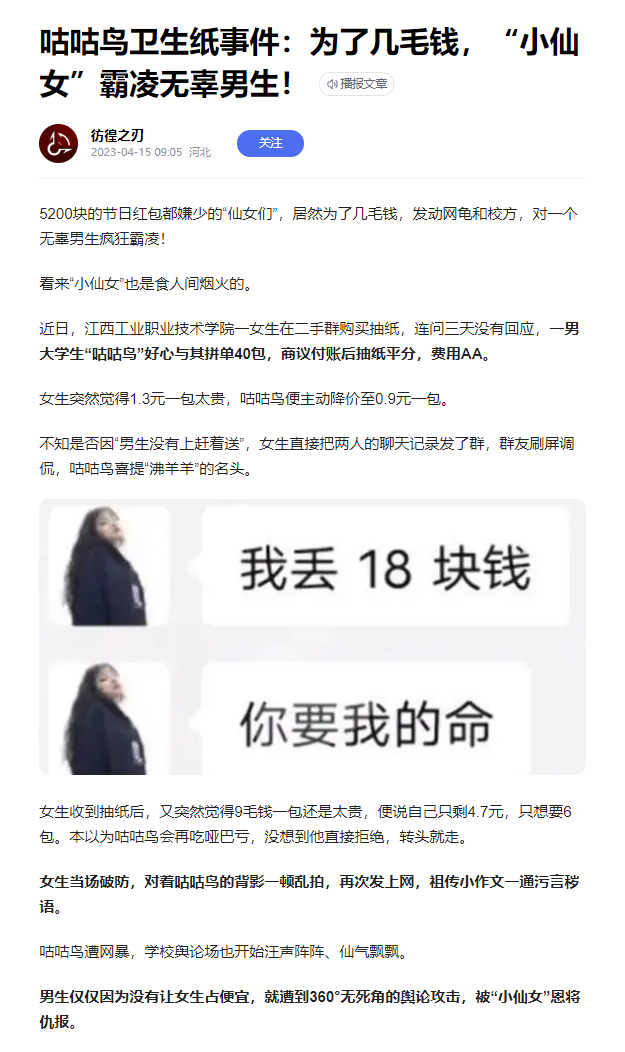 咕咕鸟卫生纸事件：为了几毛钱，“小仙
女”霸凌无辜男生！ 播报文章
彷徨之刃
2023-04-15 09:05 河北
关注
5200块的节日红包都嫌少的“仙女们”，居然为了几毛钱，发动网龟和校方，对一个
无辜男生疯狂霸凌！
看来“小仙女”也是食人间烟火的。
近日，江西工业职业技术学院一女生在二手群购买抽纸，连问三天没有回应，一男
大学生“咕咕鸟”好心与其拼单40包，商议付账后抽纸平分，费用AA。
女生突然觉得1.3元一包太贵，咕咕鸟便主动降价至0.9元一包。
不知是否因“男生没有上赶着送”，女生直接把两人的聊天记录发了群，群友刷屏调
侃，咕咕鸟喜提“沸羊羊”的名头。
我丢 18 块钱
你要我的命
女生收到抽纸后，又突然觉得9毛钱一包还是太贵，便说自己只剩4.7元，只想要6
包。本以为咕咕鸟会再吃哑巴亏，没想到他直接拒绝，转头就走。
女生当场破防，对着咕咕鸟的背影一顿乱拍，再次发上网，祖传小作文一通污言秽
语。
咕咕鸟遭网暴，学校舆论场也开始汪声阵阵、仙气飘飘。
男生仅仅因为没有让女生占便宜，就遭到360°无死角的舆论攻击，被“小仙女”恩将
仇报。